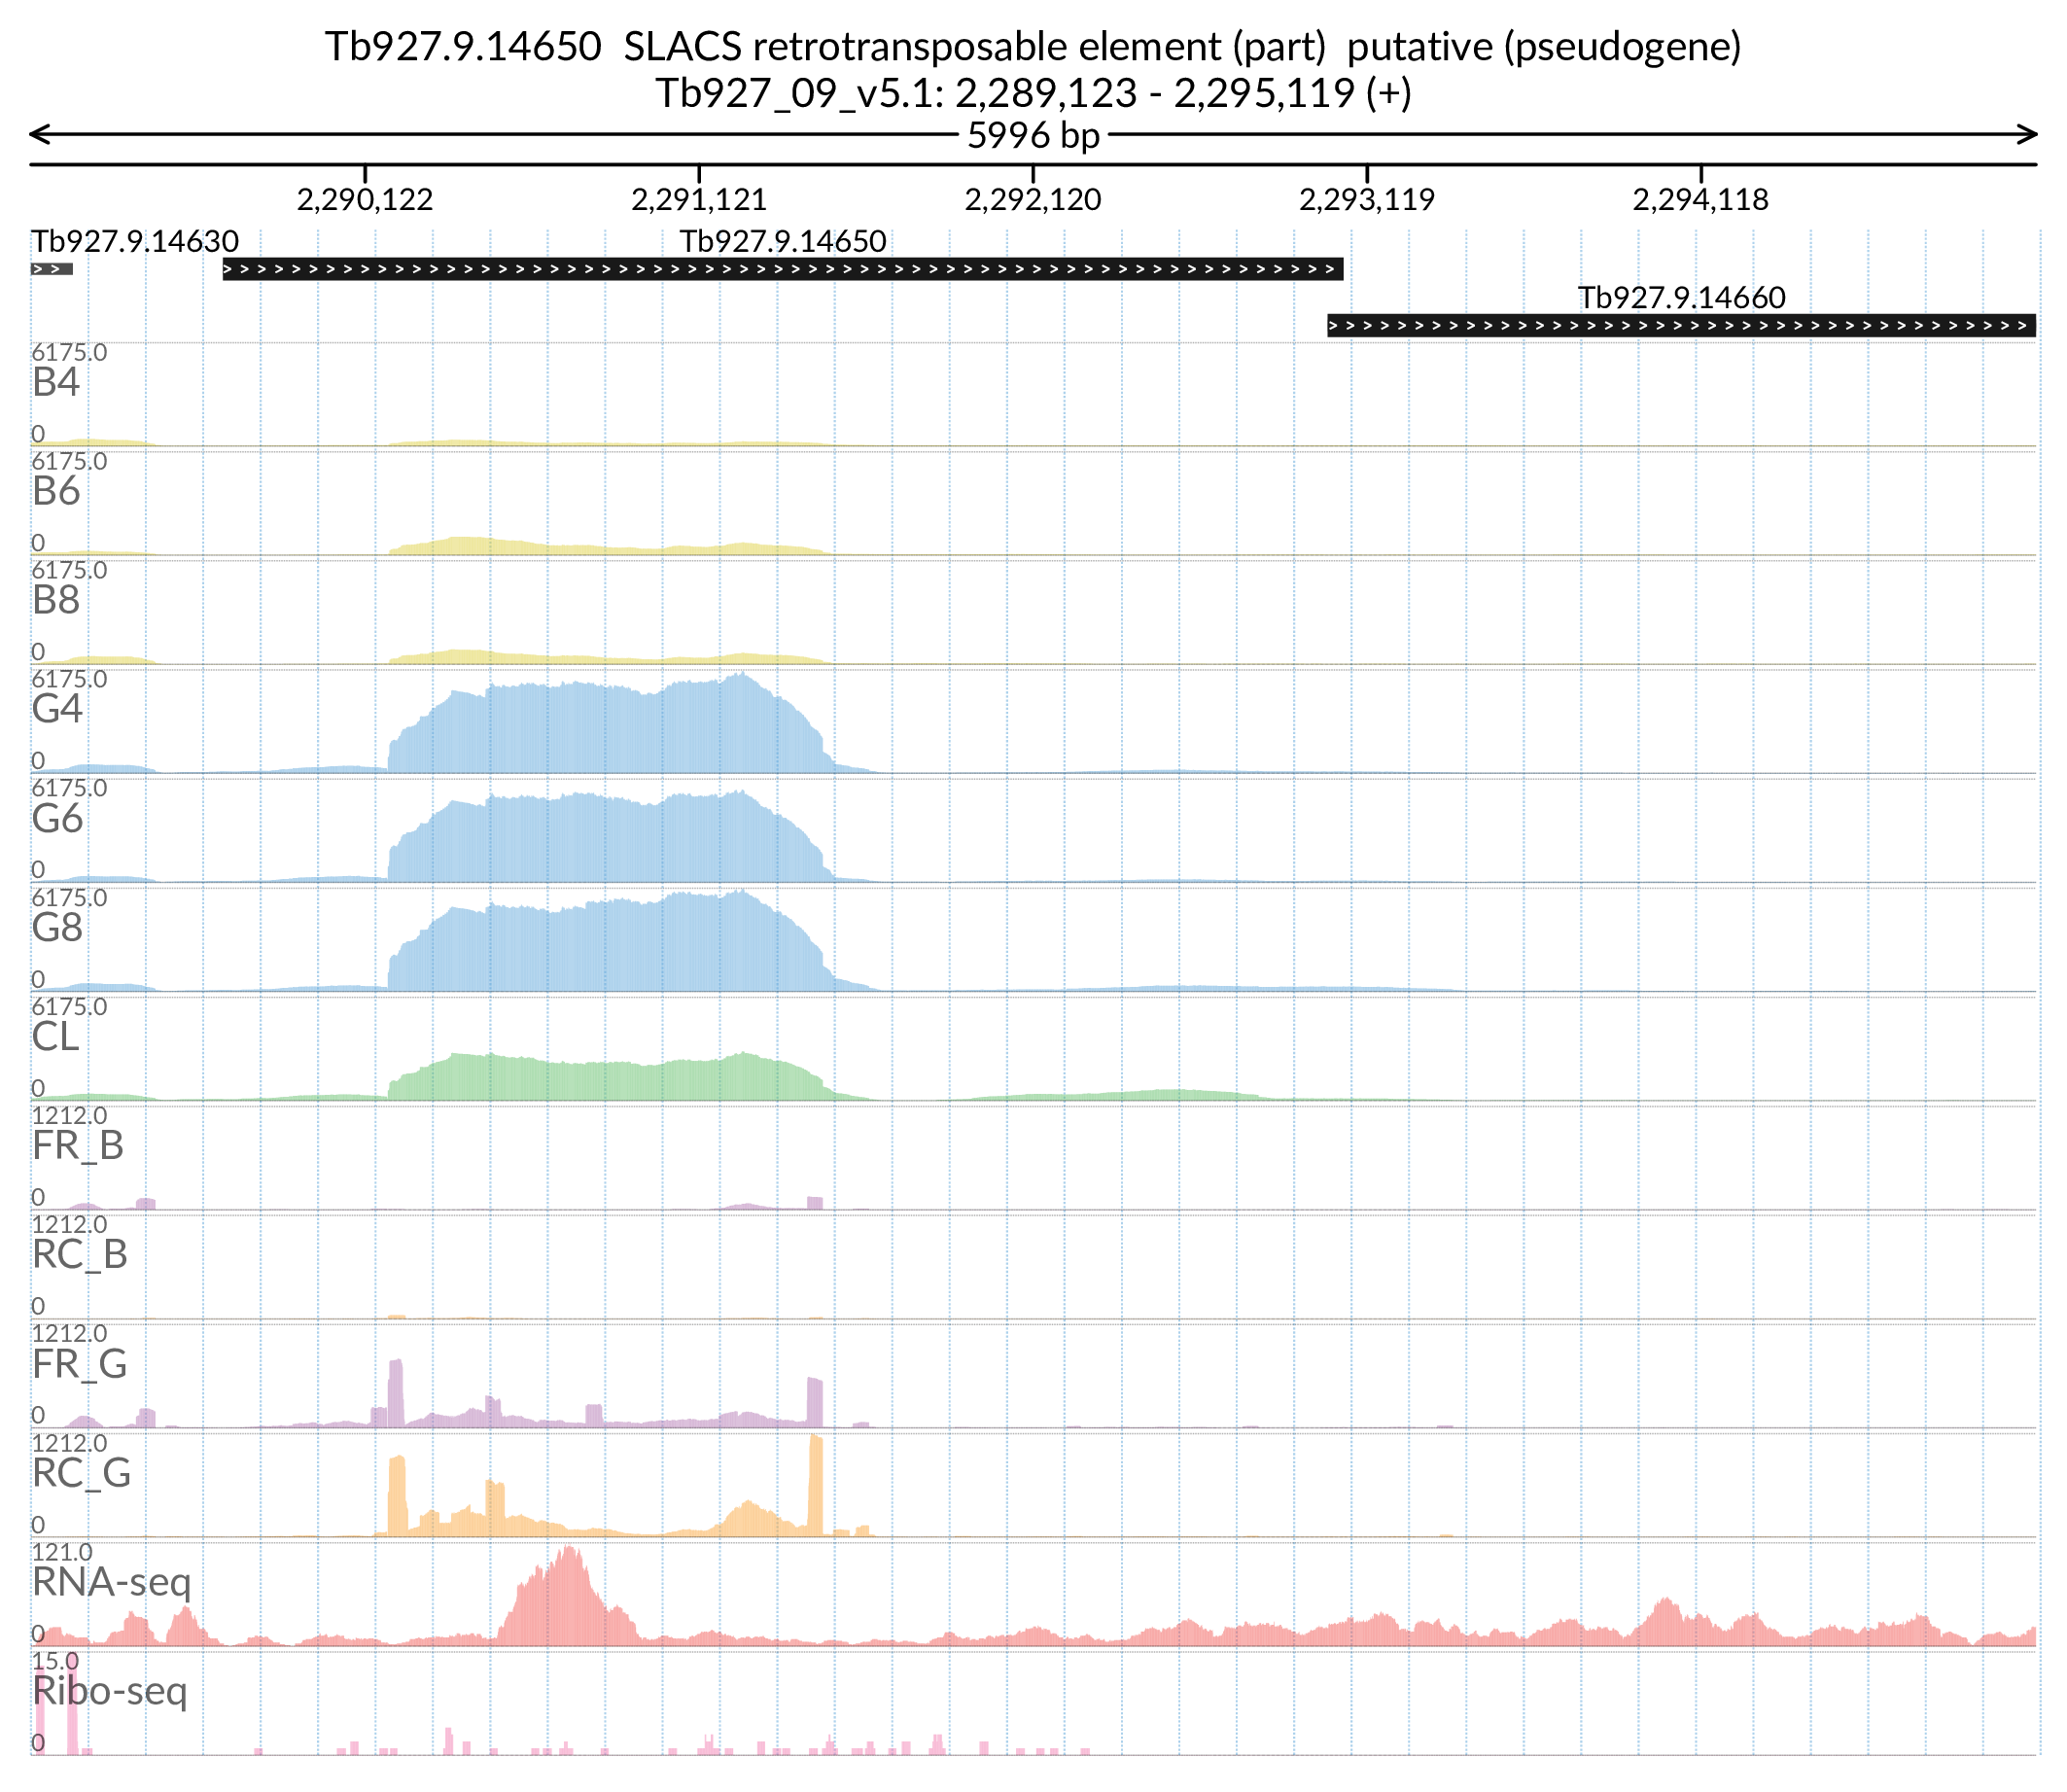 Tb927.9.14650  SLACS retrotransposable element (part)  putative (pseudogene)
Tb927_09_v5.1: 2,289,123 - 2,295,119 (+)
5996 bp
2,290,122 2,291,121 2,292,120 2,293,119 2,294,118
Tb927.9.14630 Tb927.9.14650
Tb927.9.14660
6175.0
B4
0
6175.0
B6
0
6175.0
B8
0
6175.0
G4
0
6175.0
G6
0
6175.0
G8
0
6175.0
CL
0
1212.0
FR_B
0
1212.0
RC_B
0
1212.0
FR_G
0
1212.0
RC_G
0
121.0
RNA-seq
0
15.0
Ribo-seq
0